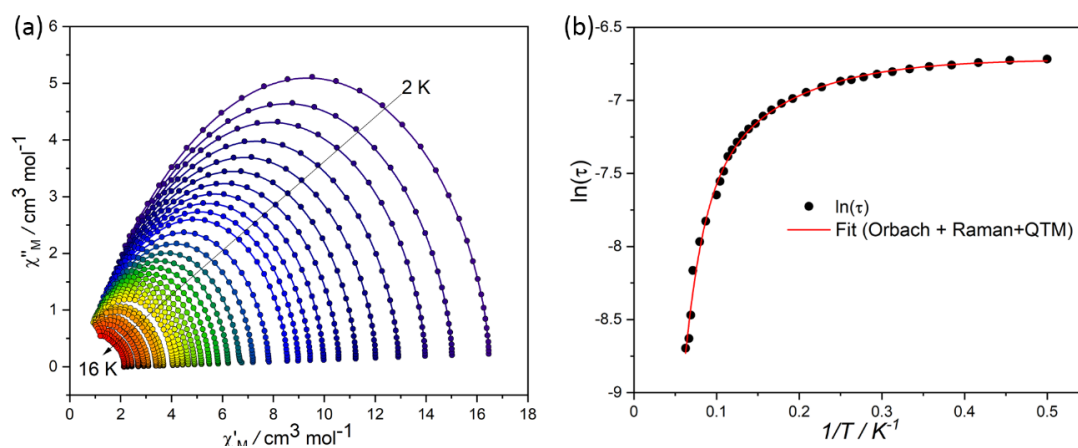 (a)
6
5
4
3
2
1
0
χ"M / cm³ mol⁻¹
2 K
16 K
0 2 4 6 8 10 12 14 16 18
χ'M / cm³ mol⁻¹
(b)
-6.5
-7
-7.5
-8
-8.5
-9
ln(τ)
ln(τ)
Fit (Orbach + Raman+QTM)
0 0.1 0.2 0.3 0.4 0.5
1/T / K⁻¹